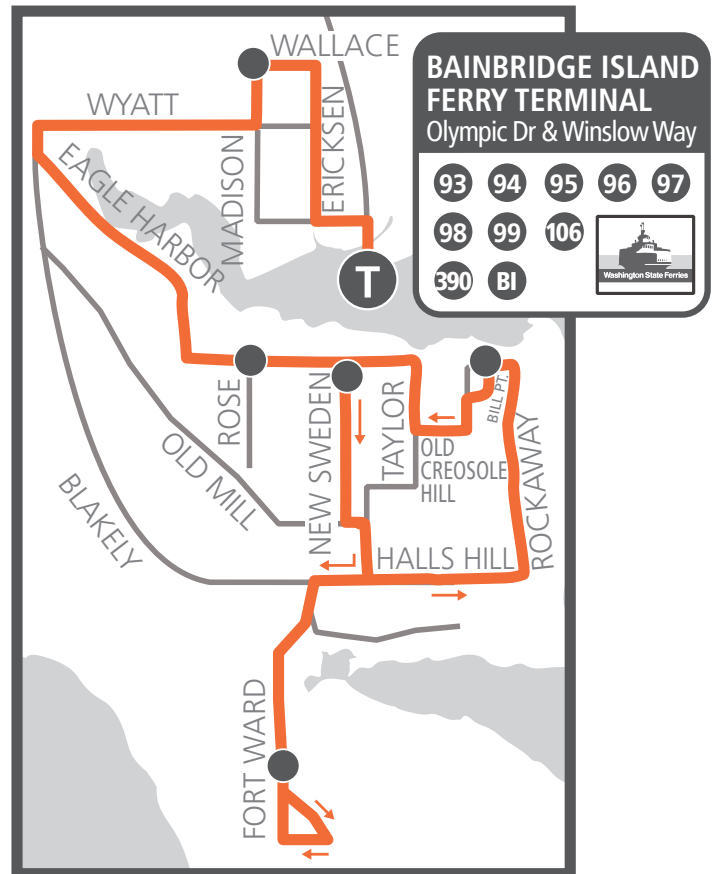 WALLACE
BAINBRIDGE ISLAND
FERRY TERMINAL
Olympic Dr & Winslow Way
93 94 95 96 97
98 99 106
390 BI
Washington State Ferries
WYATT
MADISON
ERICKSEN
EAGLE HARBOR
T
ROSE
NEW SWEDEN
TAYLOR
BILL PT.
OLD
CREOSOLE
HILL
ROCKAWAY
OLD MILL
BLAKELY
HALLS HILL
FORT WARD